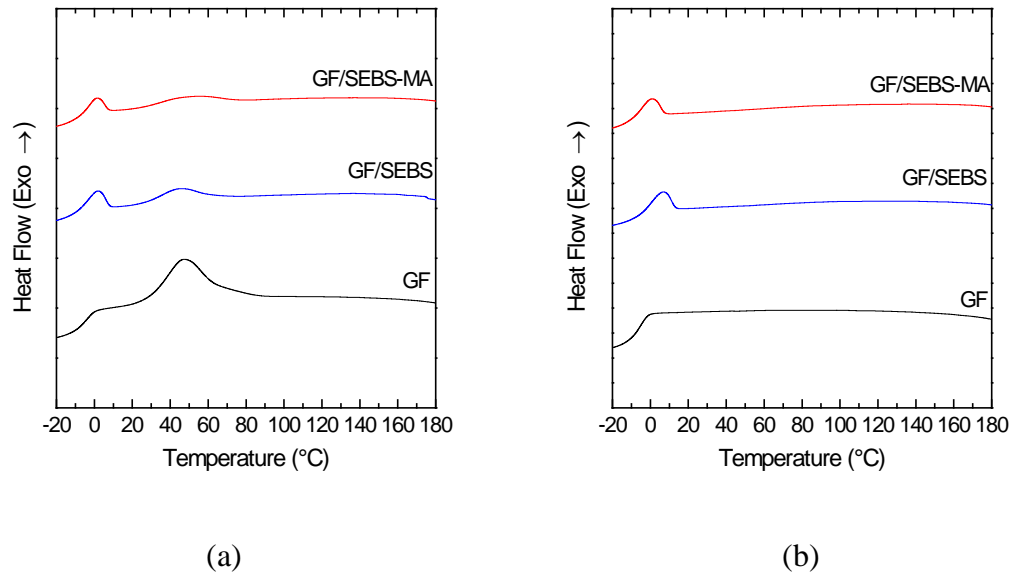 GF/SEBS-MA
GF/SEBS
GF
Heat Flow (Exo →)
-20 0 20 40 60 80 100 120 140 160 180
Temperature (°C)
(a)
GF/SEBS-MA
GF/SEBS
GF
Heat Flow (Exo →)
-20 0 20 40 60 80 100 120 140 160 180
Temperature (°C)
(b)